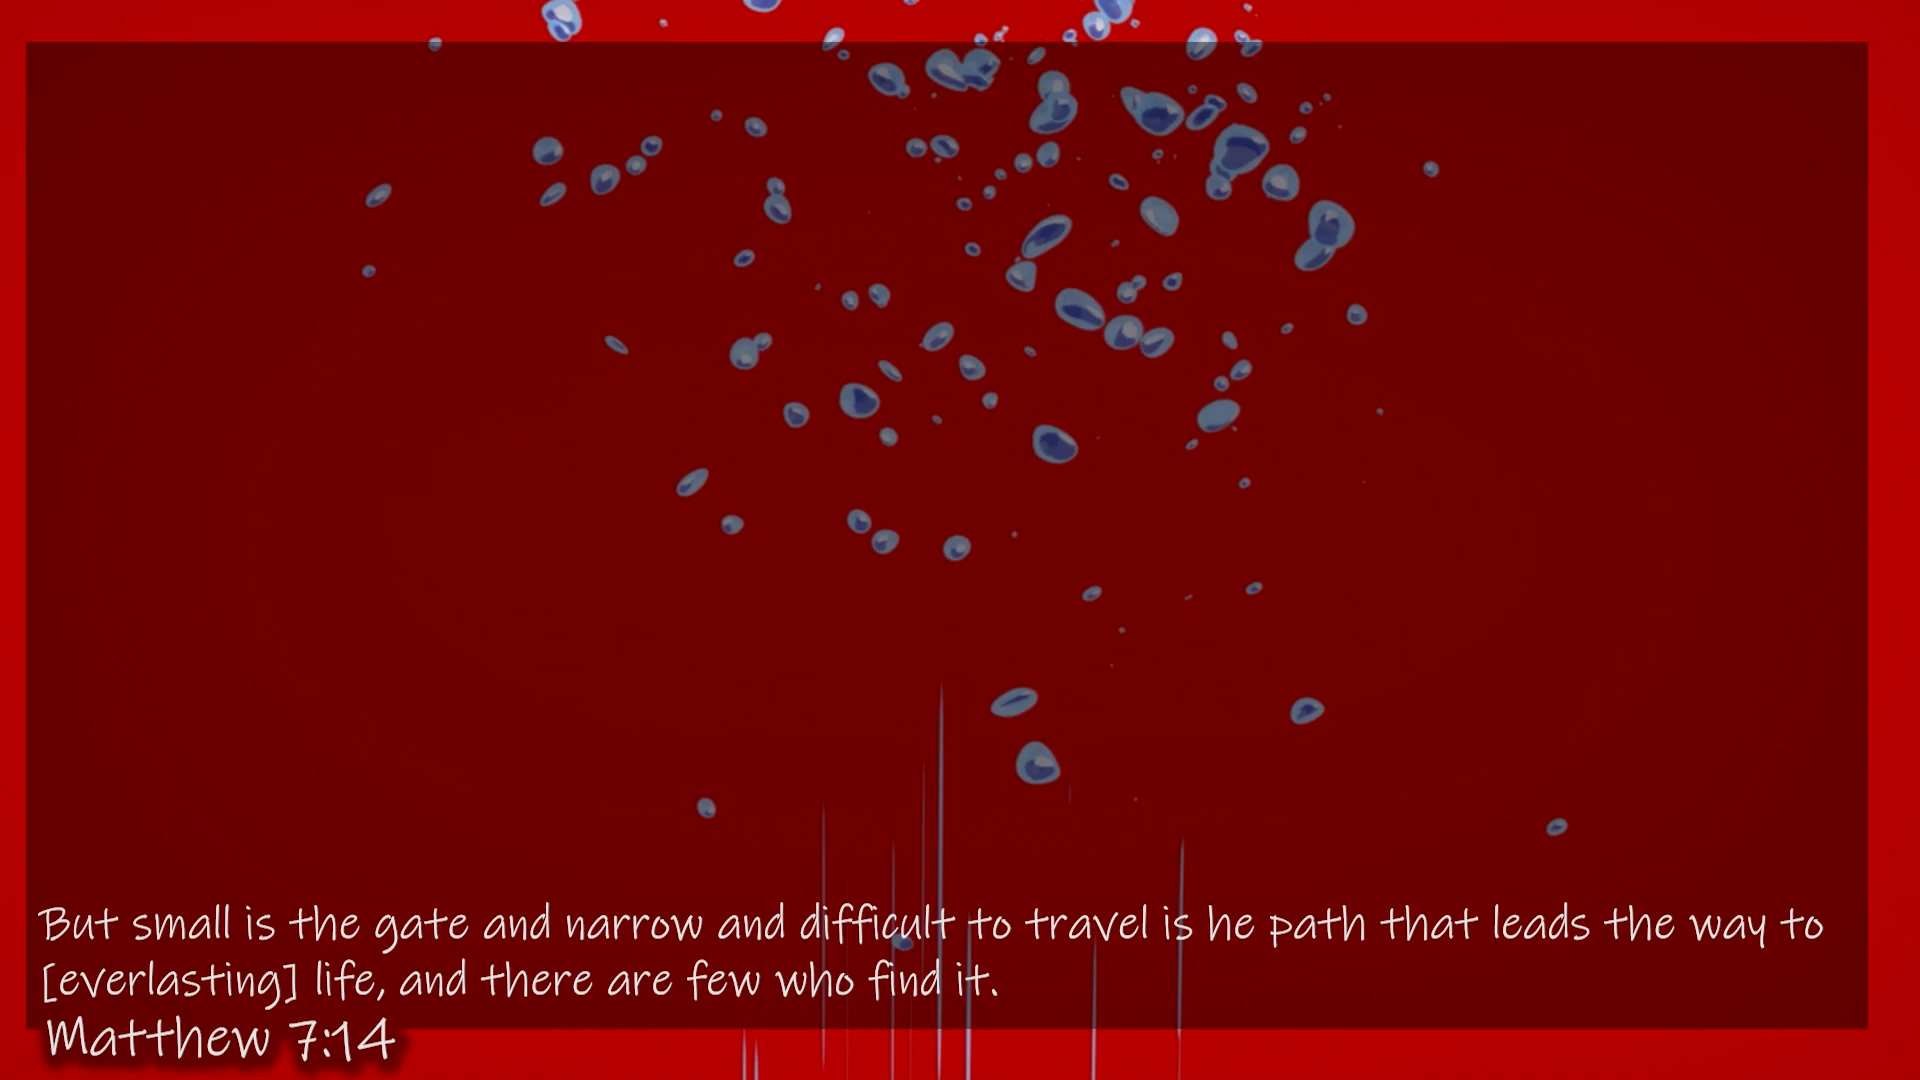 But small is the gate and narrow and difficult to travel is he path that leads the way to
[everlasting] life, and there are few who find it.
Matthew 7:14